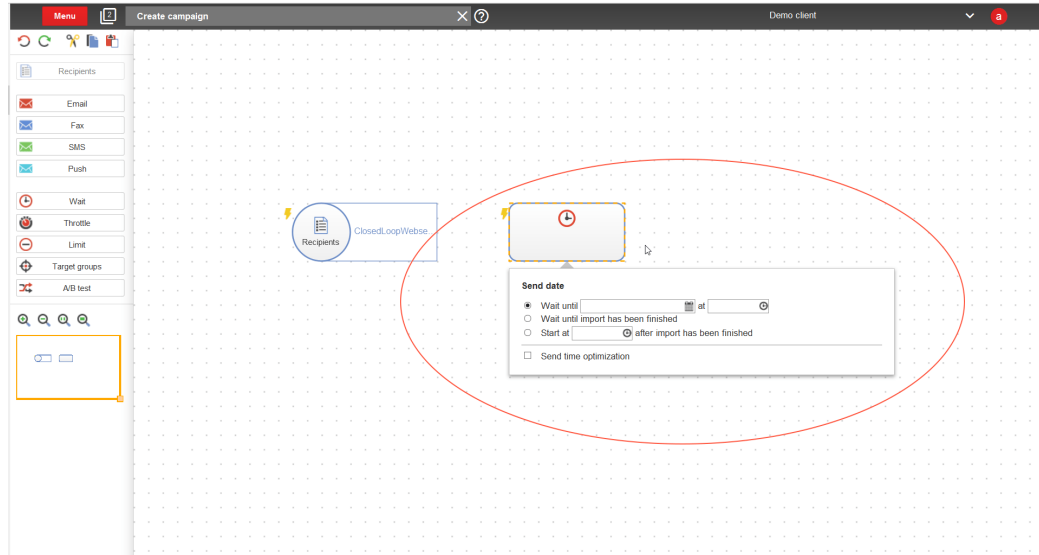 Menu
2
Create campaign
?
Demo client
a
Recipients
Email
Fax
SMS
Push
Wait
Throttle
Limit
Target groups
A/B test
Recipients
ClosedLoopWebse
Send date
Wait until at
Wait until import has been finished
Start at after import has been finished
Send time optimization